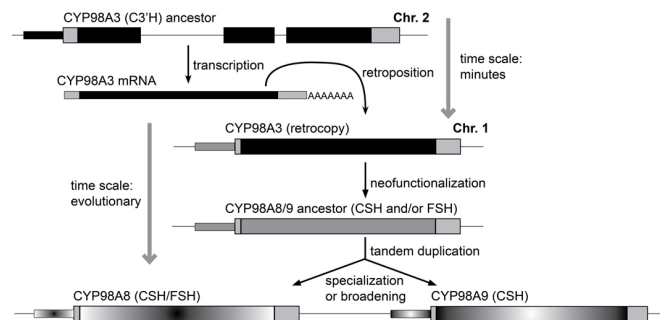 CYP98A3 (C3'H) ancestor
Chr. 2
transcription
retroposition
time scale:
minutes
CYP98A3 mRNA
AAAAAAA
CYP98A3 (retrocopy)
Chr. 1
time scale:
evolutionary
neofunctionalization
CYP98A8/9 ancestor (CSH and/or FSH)
tandem duplication
specialization
or broadening
CYP98A8 (CSH/FSH)
CYP98A9 (CSH)